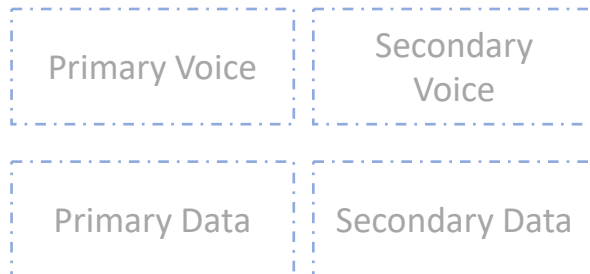 Primary Voice
Secondary
Voice
Primary Data
Secondary Data